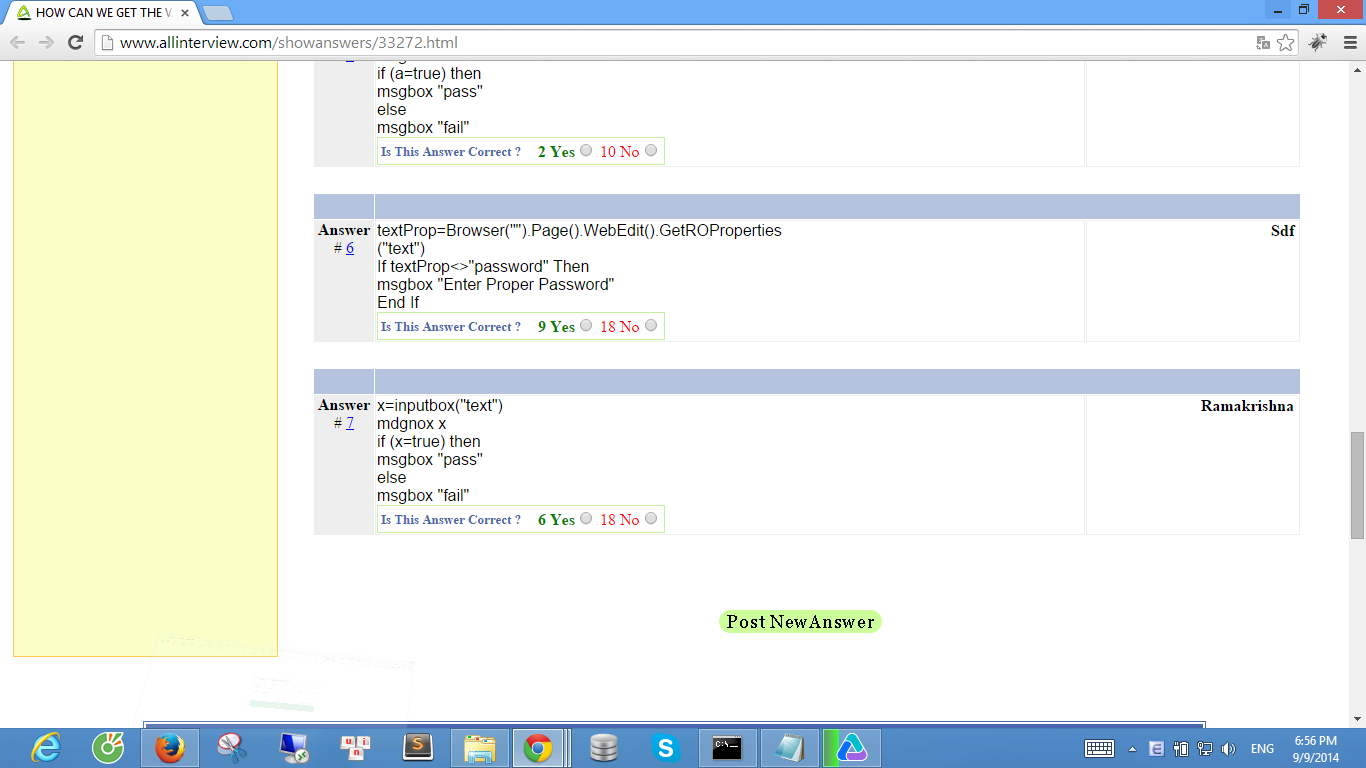 HOW CAN WE GET THE V
www.allinterview.com/showanswers/33272.html
if (a=true) then
msgbox "pass"
else
msgbox "fail"
Is This Answer Correct ? 2 Yes 10 No
Answer # 6
textProp=Browser("").Page().WebEdit().GetROProperties
("text")
If textProp<>"password" Then
msgbox "Enter Proper Password"
End If
Sdf
Is This Answer Correct ? 9 Yes 18 No
Answer # 7
x=inputbox("text")
mdgnox x
if (x=true) then
msgbox "pass"
else
msgbox "fail"
Ramakrishna
Is This Answer Correct ? 6 Yes 18 No
Post New Answer
u n i
S
S
C:\
ENG
6:56 PM
9/9/2014